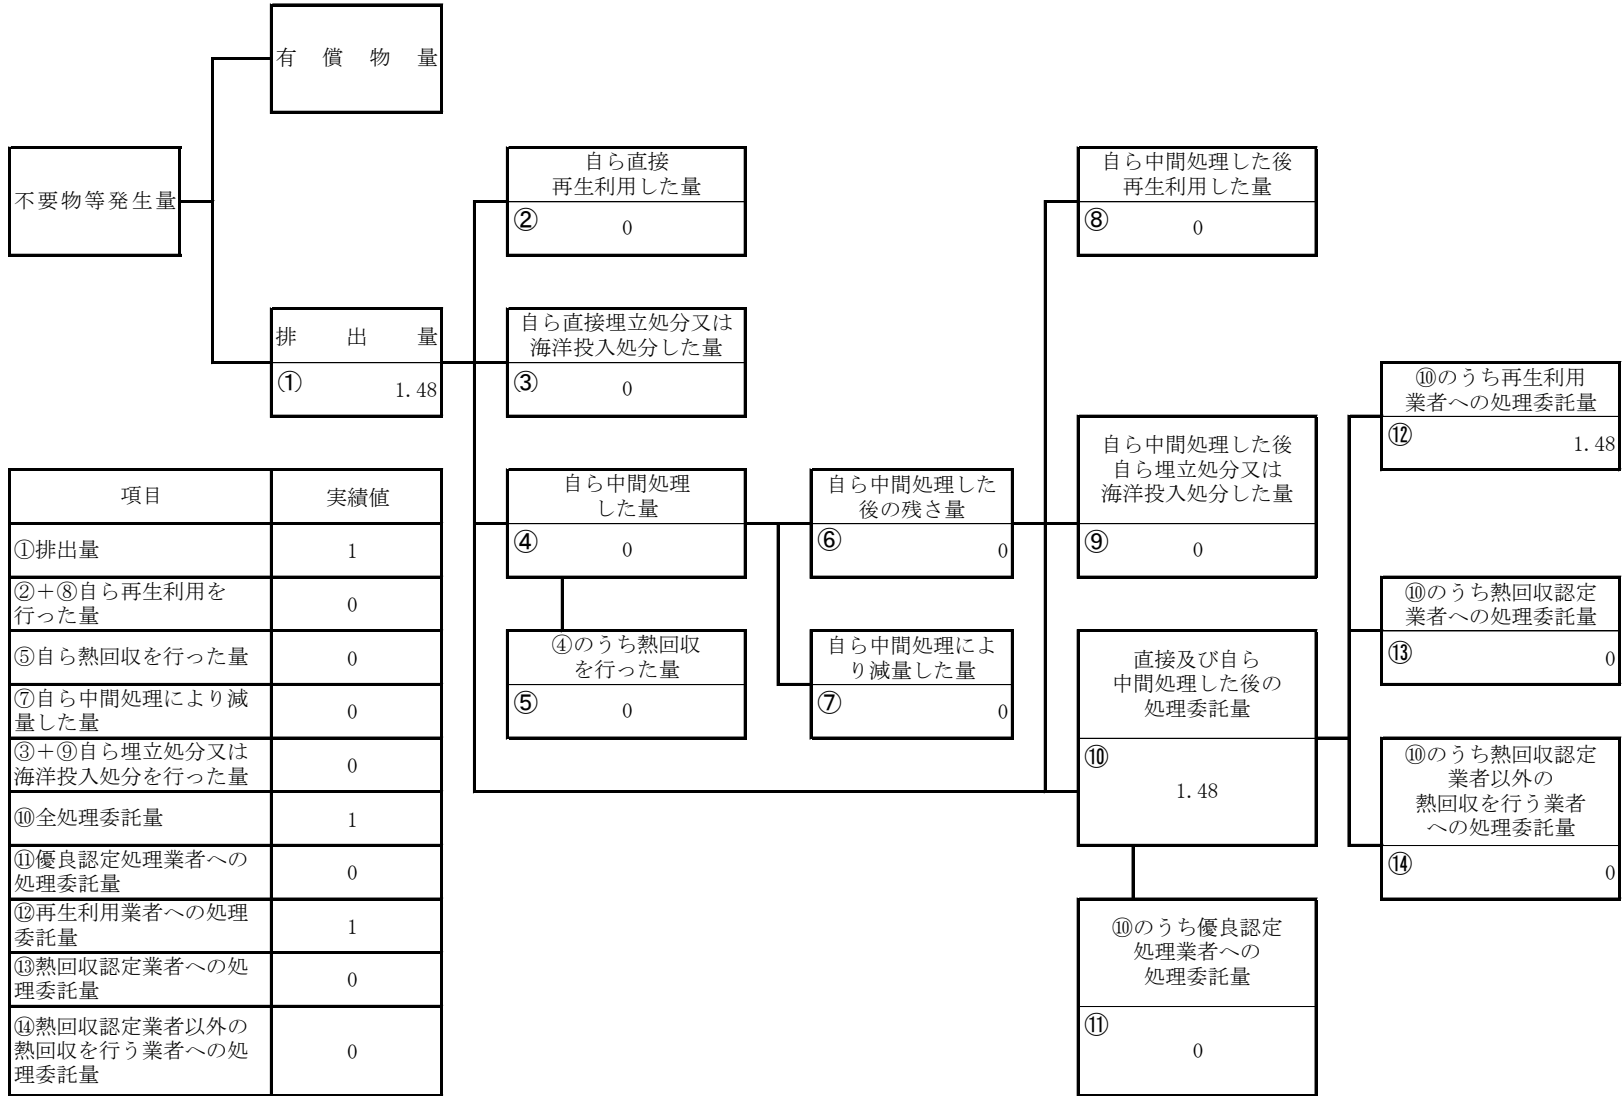 有償物量
不要物等発生量
排出量
① 1.48
自ら直接
再生利用した量
② 0
自ら直接埋立処分又は
海洋投入処分した量
③ 0
自ら中間処理
した量
④ 0
④のうち熱回収
を行った量
⑤ 0
自ら中間処理した
後の残さ量
⑥ 0
自ら中間処理によ
り減量した量
⑦ 0
自ら中間処理した後
再生利用した量
⑧ 0
自ら中間処理した後
自ら埋立処分又は
海洋投入処分した量
⑨ 0
直接及び自ら
中間処理した後の
処理委託量
⑩
1.48
⑩のうち優良認定
処理業者への
処理委託量
⑪
0
⑩のうち再生利用
業者への処理委託量
⑫ 1.48
⑩のうち熱回収認定
業者への処理委託量
⑬ 0
⑩のうち熱回収認定
業者以外の
熱回収を行う業者
への処理委託量
⑭ 0
項目 実績値
①排出量 1
②+⑧自ら再生利用を
行った量 0
⑤自ら熱回収を行った量 0
⑦自ら中間処理により減
量した量 0
③+⑨自ら埋立処分又は
海洋投入処分を行った量 0
⑩全処理委託量 1
⑪優良認定処理業者への
処理委託量 0
⑫再生利用業者への処理
委託量 1
⑬熱回収認定業者への処
理委託量 0
⑭熱回収認定業者以外の
熱回収を行う業者への処 0
理委託量